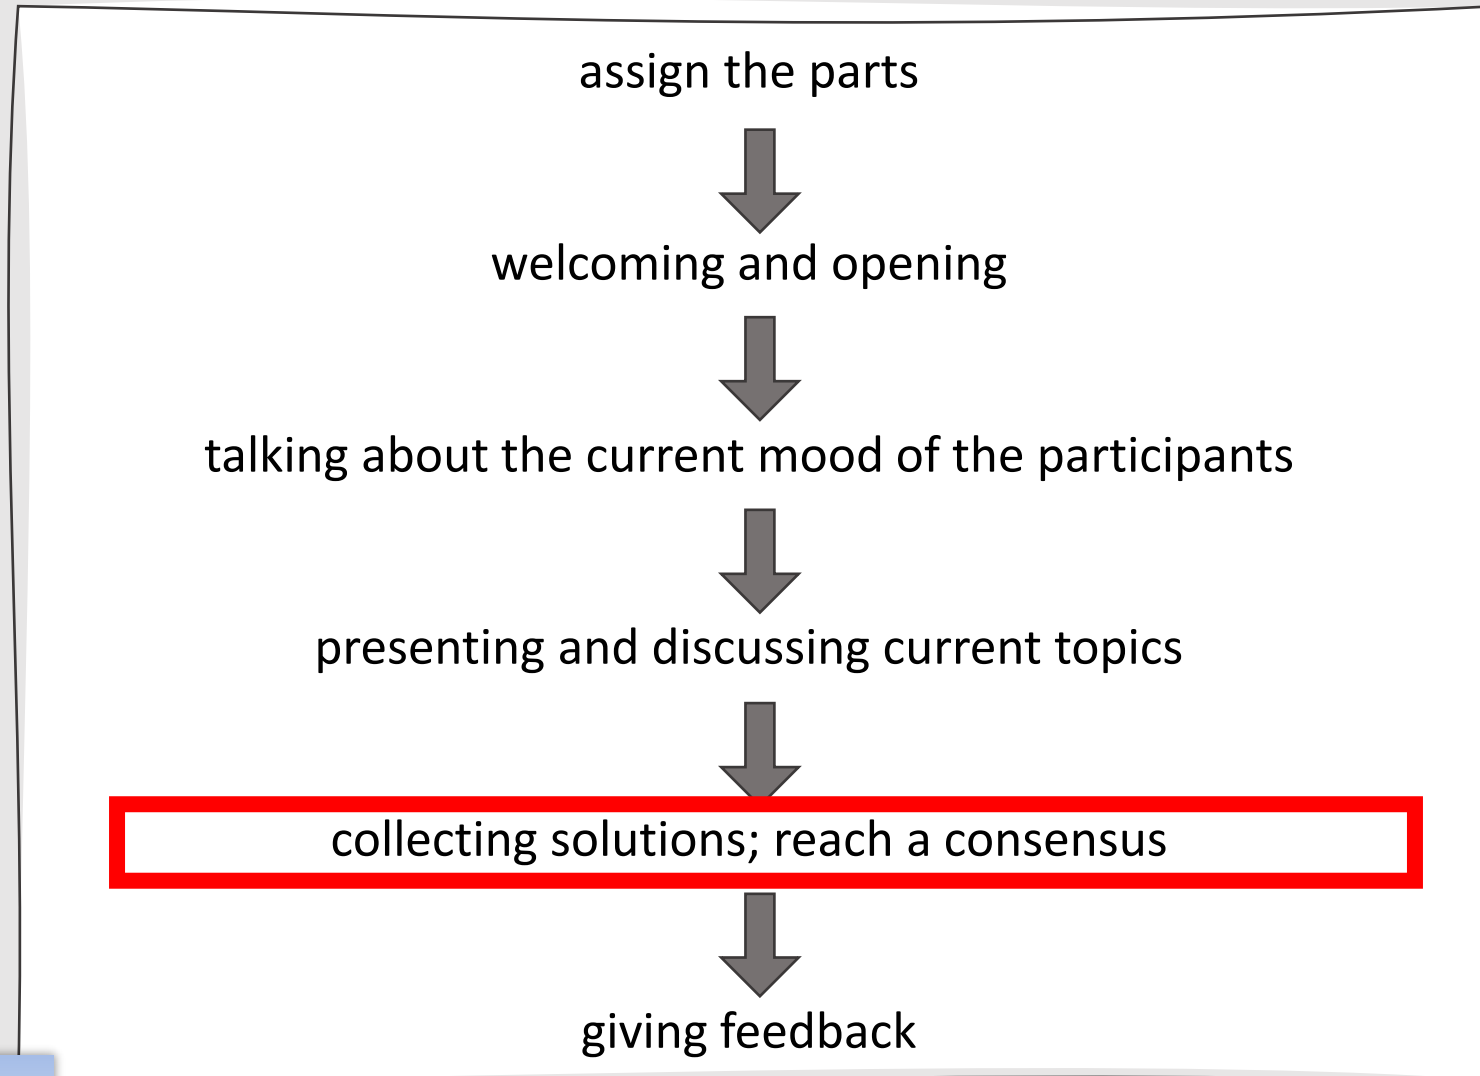 assign the parts
welcoming and opening
talking about the current mood of the participants
presenting and discussing current topics
collecting solutions; reach a consensus
giving feedback